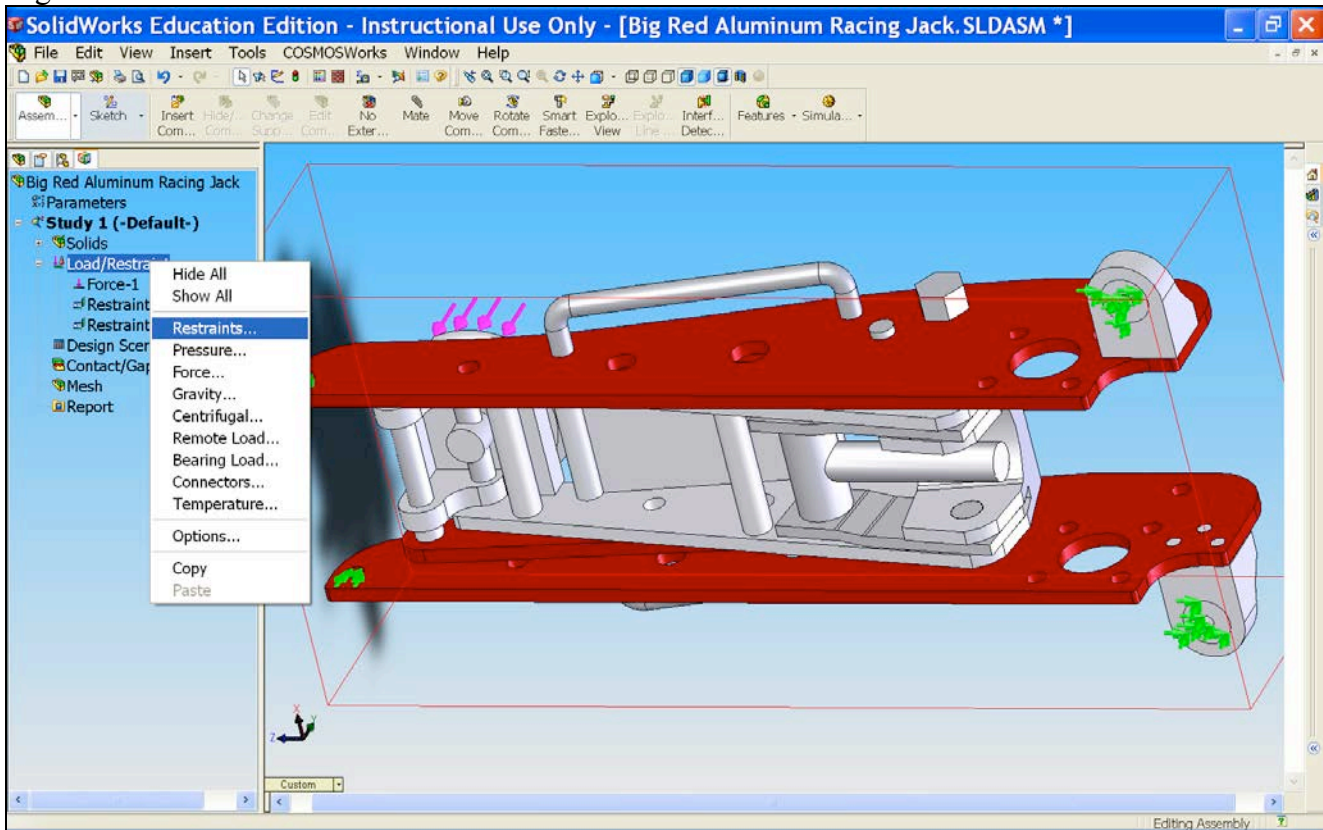 SolidWorks Education Edition - Instructional Use Only - [Big Red Aluminum Racing Jack.SLDASM *]
File Edit View Insert Tools COSMOSWorks Window Help
Assem... Sketch Insert Com... Hide/... Com... Change Supp... Edit Com... No Exter... Mate Move Com... Rotate Com... Smart Faste... Explo... View Explo... Line ... Interf... Detec... Features Simula...
Big Red Aluminum Racing Jack
Parameters
Study 1 (-Default-)
Solids
Load/Restraint
Force-1
Restraint
Restraint
Design Scer
Contact/Gap
Mesh
Report
Hide All
Show All
Restraints...
Pressure...
Force...
Gravity...
Centrifugal...
Remote Load...
Bearing Load...
Connectors...
Temperature...
Options...
Copy
Paste
X
Y
Z
Custom
Editing Assembly